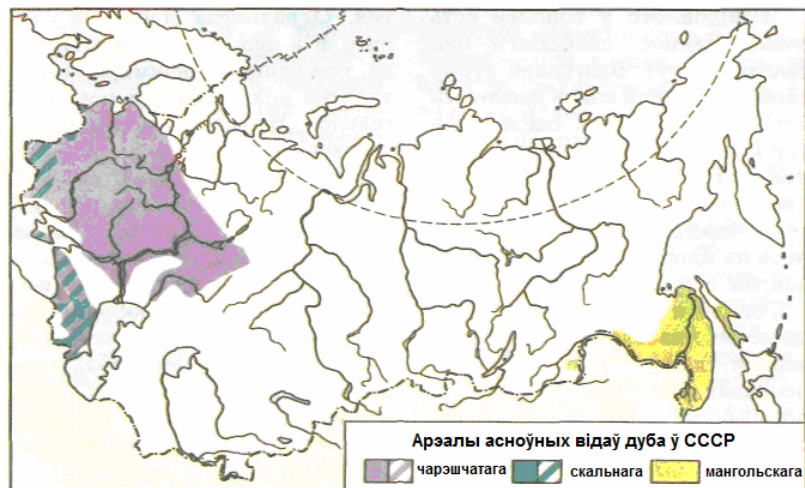 Арэалы асноўных відаў дуба ў СССР
чарэшчатага скальнага мангольскага